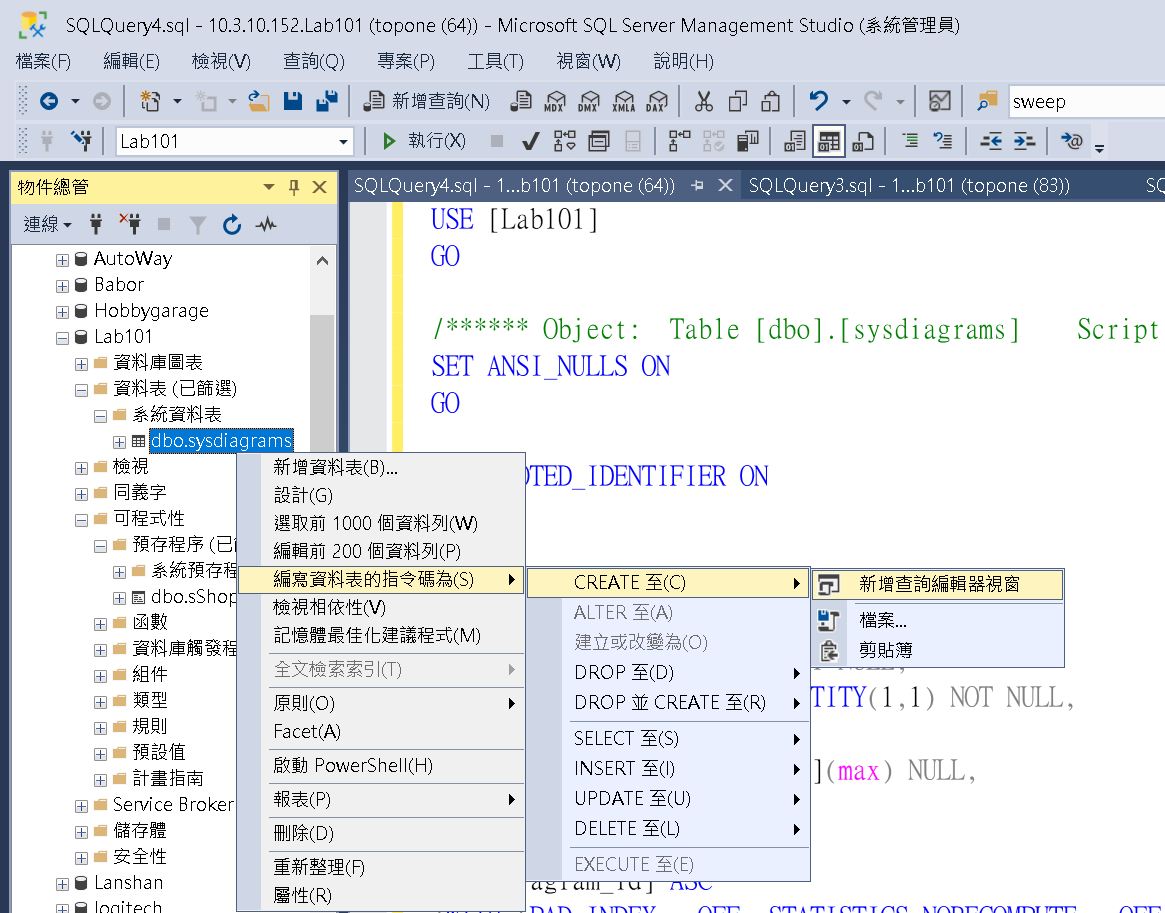 SQLQuery4.sql - 10.3.10.152.Lab101 (topone (64)) - Microsoft SQL Server Management Studio (系統管理員)
檔案(F) 編輯(E) 檢視(V) 查詢(Q) 專案(P) 工具(T) 視窗(W) 說明(H)
新增查詢(N) MDX DMX XMLA DAX sweep
Lab101 執行(X)
物件總管
SQLQuery4.sql - 1...b101 (topone (64)) SQLQuery3.sql - 1...b101 (topone (83)) SQ
連線
AutoWay
Babor
Hobbygarage
Lab101
資料庫圖表
資料表 (已篩選)
系統資料表
dbo.sysdiagrams
檢視
同義字
可程式性
預存程序 (已
系統預存程
dbo.sShop
函數
資料庫觸發程
組件
類型
規則
預設值
計畫指南
Service Broker
儲存體
安全性
Lanshan
logitech
USE [Lab101]
GO
/****** Object: Table [dbo].[sysdiagrams] Script
SET ANSI_NULLS ON
GO
OTED_IDENTIFIER ON
NULL,
TITY(1,1) NOT NULL,
](max) NULL,
agram_id] ASC
PAD_INDEX OFF STATISTICS_NORECOMPUTE OFF
新增資料表(B)...
設計(G)
選取前 1000 個資料列(W)
編輯前 200 個資料列(P)
編寫資料表的指令碼為(S)
檢視相依性(V)
記憶體最佳化建議程式(M)
全文檢索索引(T)
原則(O)
Facet(A)
啟動 PowerShell(H)
報表(P)
刪除(D)
重新整理(F)
屬性(R)
CREATE 至(C)
ALTER 至(A)
建立或改變為(O)
DROP 至(D)
DROP 並 CREATE 至(R)
SELECT 至(S)
INSERT 至(I)
UPDATE 至(U)
DELETE 至(L)
EXECUTE 至(E)
新增查詢編輯器視窗
檔案...
剪貼簿